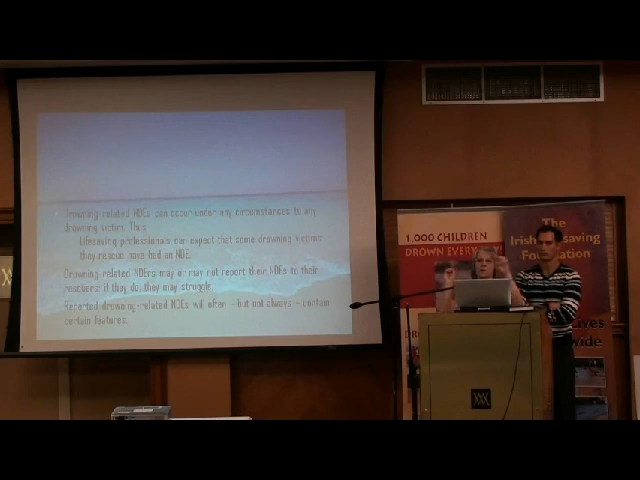 Drowning-related NDEs can occur under any circumstances to any
drowning victim. Thus
Lifesaving professionals can expect that some drowning victims
they rescue have had an NDE.
Drowning-related NDErs may or may not report their NDEs to their
rescuers; if they do, they may struggle.
Reported drowning-related NDEs will often – but not always – contain
certain features.
1,000 CHILDREN
DROWN EVERY
The
Irish
saving